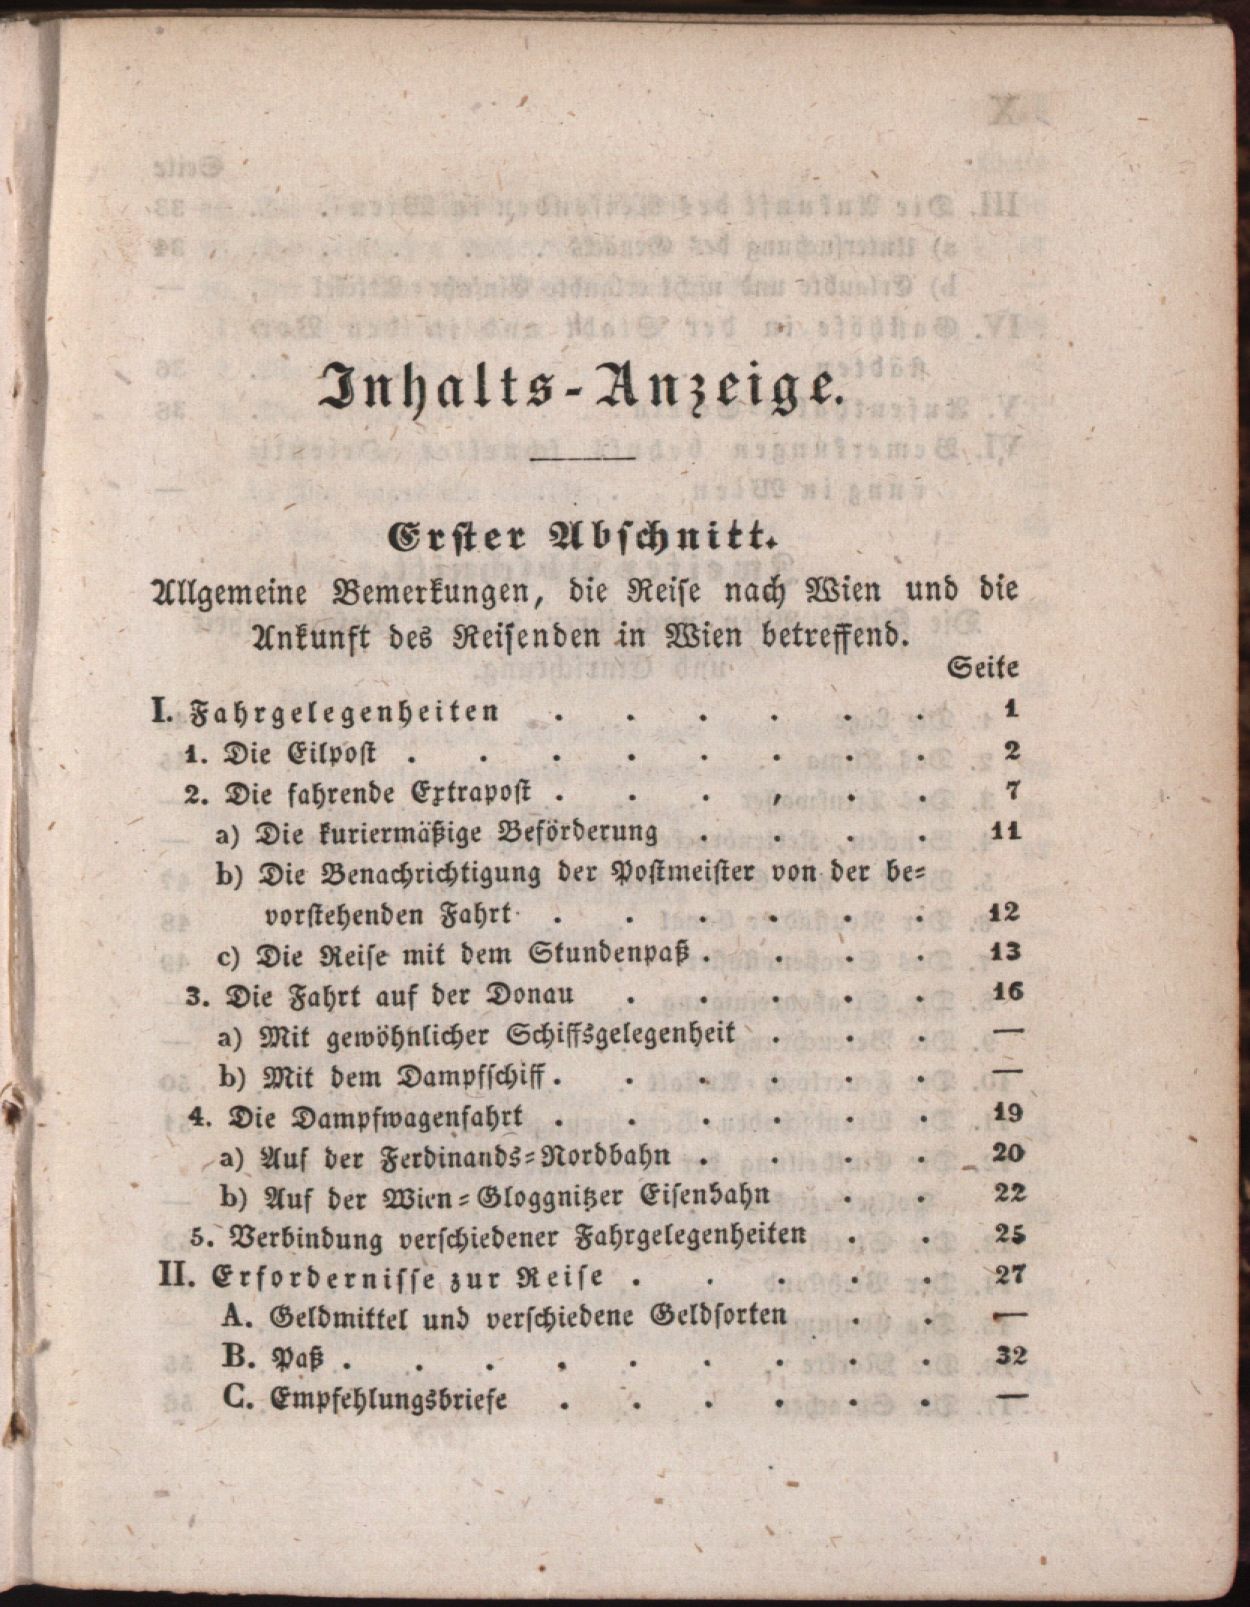 Inhalts-Anzeige.
Erster Abschnitt.
Allgemeine Bemerkungen, die Reise nach Wien und die
Ankunft des Reisenden in Wien betreffend.
Seite
I. Fahrgelegenheiten . . . . . . 1
1. Die Eilpost . . . . . . . . 2
2. Die fahrende Extrapost . . . . . . 7
a) Die kuriermäßige Beförderung . . . . 11
b) Die Benachrichtigung der Postmeister von der be-
vorstehenden Fahrt . . . . . . 12
c) Die Reise mit dem Stundenpaß . . . . 13
3. Die Fahrt auf der Donau . . . . . 16
a) Mit gewöhnlicher Schiffsgelegenheit . . . —
b) Mit dem Dampfschiff . . . . . . —
4. Die Dampfwagenfahrt . . . . . . 19
a) Auf der Ferdinands-Nordbahn . . . . 20
b) Auf der Wien-Gloggnitzer Eisenbahn . . 22
5. Verbindung verschiedener Fahrgelegenheiten . . 25
II. Erfordernisse zur Reise . . . . . 27
A. Geldmittel und verschiedene Geldsorten . . —
B. Paß . . . . . . . . . 32
C. Empfehlungsbriefe . . . . . . —